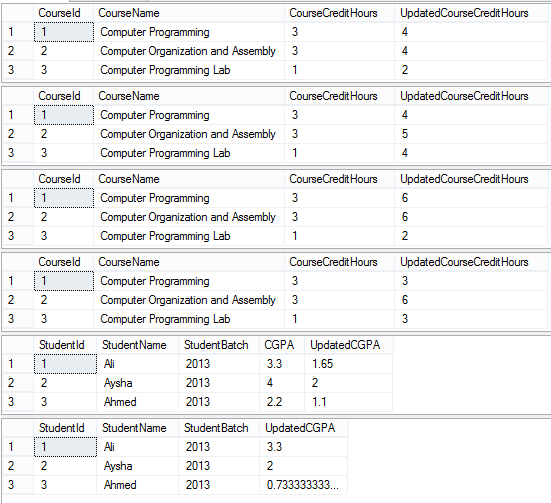 CourseId CourseName CourseCreditHours UpdatedCourseCreditHours
1 1 Computer Programming 3 4
2 2 Computer Organization and Assembly 3 4
3 3 Computer Programming Lab 1 2
CourseId CourseName CourseCreditHours UpdatedCourseCreditHours
1 1 Computer Programming 3 4
2 2 Computer Organization and Assembly 3 5
3 3 Computer Programming Lab 1 4
CourseId CourseName CourseCreditHours UpdatedCourseCreditHours
1 1 Computer Programming 3 6
2 2 Computer Organization and Assembly 3 6
3 3 Computer Programming Lab 1 2
CourseId CourseName CourseCreditHours UpdatedCourseCreditHours
1 1 Computer Programming 3 3
2 2 Computer Organization and Assembly 3 6
3 3 Computer Programming Lab 1 3
StudentId StudentName StudentBatch CGPA UpdatedCGPA
1 1 Ali 2013 3.3 1.65
2 2 Aysha 2013 4 2
3 3 Ahmed 2013 2.2 1.1
StudentId StudentName StudentBatch UpdatedCGPA
1 1 Ali 2013 3.3
2 2 Aysha 2013 2
3 3 Ahmed 2013 0.733333333...